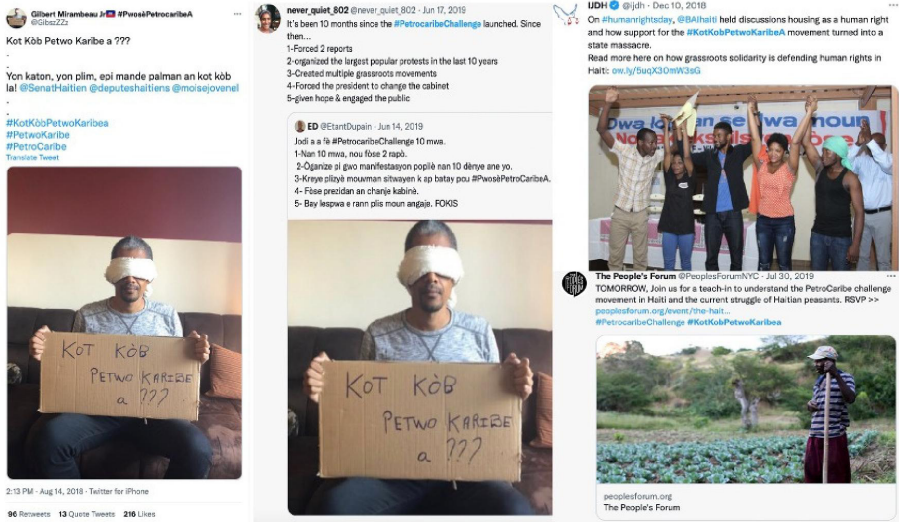 Gilbert Mirambeau Jr #PwosèPetrocaribeA
@GibszZZz
Kot Kòb Petwo Karibe a ???
.
.
Yon katon, yon plim, epi mande palman an kot kòb
la! @SenatHaitien @deputeshaitiens @moisejovenel
.
.
#KotKòbPetwoKaribea
#PetwoKaribe
#PetroCaribe
Translate Tweet
KOT KÒB
PETWO KARIBE
a ???
2:13 PM · Aug 14, 2018 · Twitter for iPhone
96 Retweets 13 Quote Tweets 216 Likes
never_quiet_802 @never_quiet_802 · Jun 17, 2019
It's been 10 months since the #PetrocaribeChallenge launched. Since
then...
1-Forced 2 reports
2-organized the largest popular protests in the last 10 years
3-Created multiple grassroots movements
4-Forced the president to change the cabinet
5-given hope & engaged the public
ED @EtantDupain · Jun 14, 2019
Jodi a a fè #PetrocaribeChallenge 10 mwa.
1-Nan 10 mwa, nou fòse 2 rapò.
2-Òganize pi gwo manifestasyon popilè nan 10 dènye ane yo.
3-Kreye plizyè mouvman sitwayen k ap batay pou #PwosèPetroCaribeA.
4- Fòse prezidan an chanje kabinè.
5- Bay lespwa e rann plis moun angaje. FOKIS
KOT KÒB
PETWO KARIBE
a ???
IJDH @ijdh · Dec 10, 2018
On #humanrightsday, @BAIhaiti held discussions housing as a human right
and how support for the #KotKobPetwoKaribeA movement turned into a
state massacre.
Read more here on how grassroots solidarity is defending human rights in
Haiti: ow.ly/5uqX30mW3sG
Dwa
se dwa moun
The People's Forum @PeoplesForumNYC · Jul 30, 2019
TOMORROW, Join us for a teach-in to understand the PetroCaribe challenge
movement in Haiti and the current struggle of Haitian peasants. RSVP >>
peoplesforum.org/event/the-hait...
#PetrocaribeChallenge #KotKobPetwoKaribea
peoplesforum.org
The People's Forum